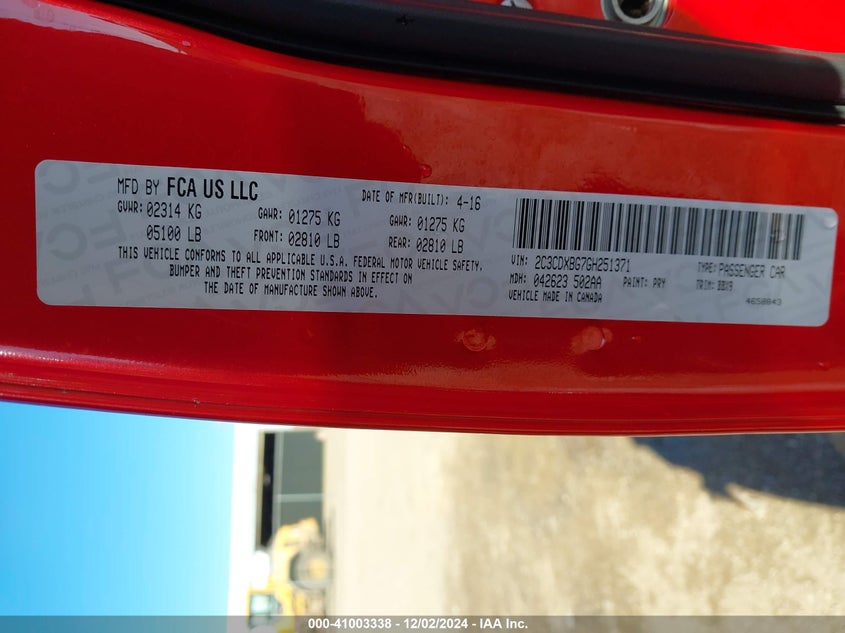 MFD BY FCA US LLC DATE OF MFR(BUILT): 4-16
GVWR: 02314 KG GAWR: 01275 KG GAWR: 01275 KG
05100 LB FRONT: 02810 LB REAR: 02810 LB
THIS VEHICLE CONFORMS TO ALL APPLICABLE U.S.A. FEDERAL MOTOR VEHICLE SAFETY,
BUMPER AND THEFT PREVENTION STANDARDS IN EFFECT ON
THE DATE OF MANUFACTURE SHOWN ABOVE.
VIN: 2C3CDXBG7GH251371 TYPE: PASSENGER CAR
MDH: 042623 502AA PAINT: PRY TRIM: BBX9
VEHICLE MADE IN CANADA 4658843
000-41003338 - 12/02/2024 - IAA Inc.